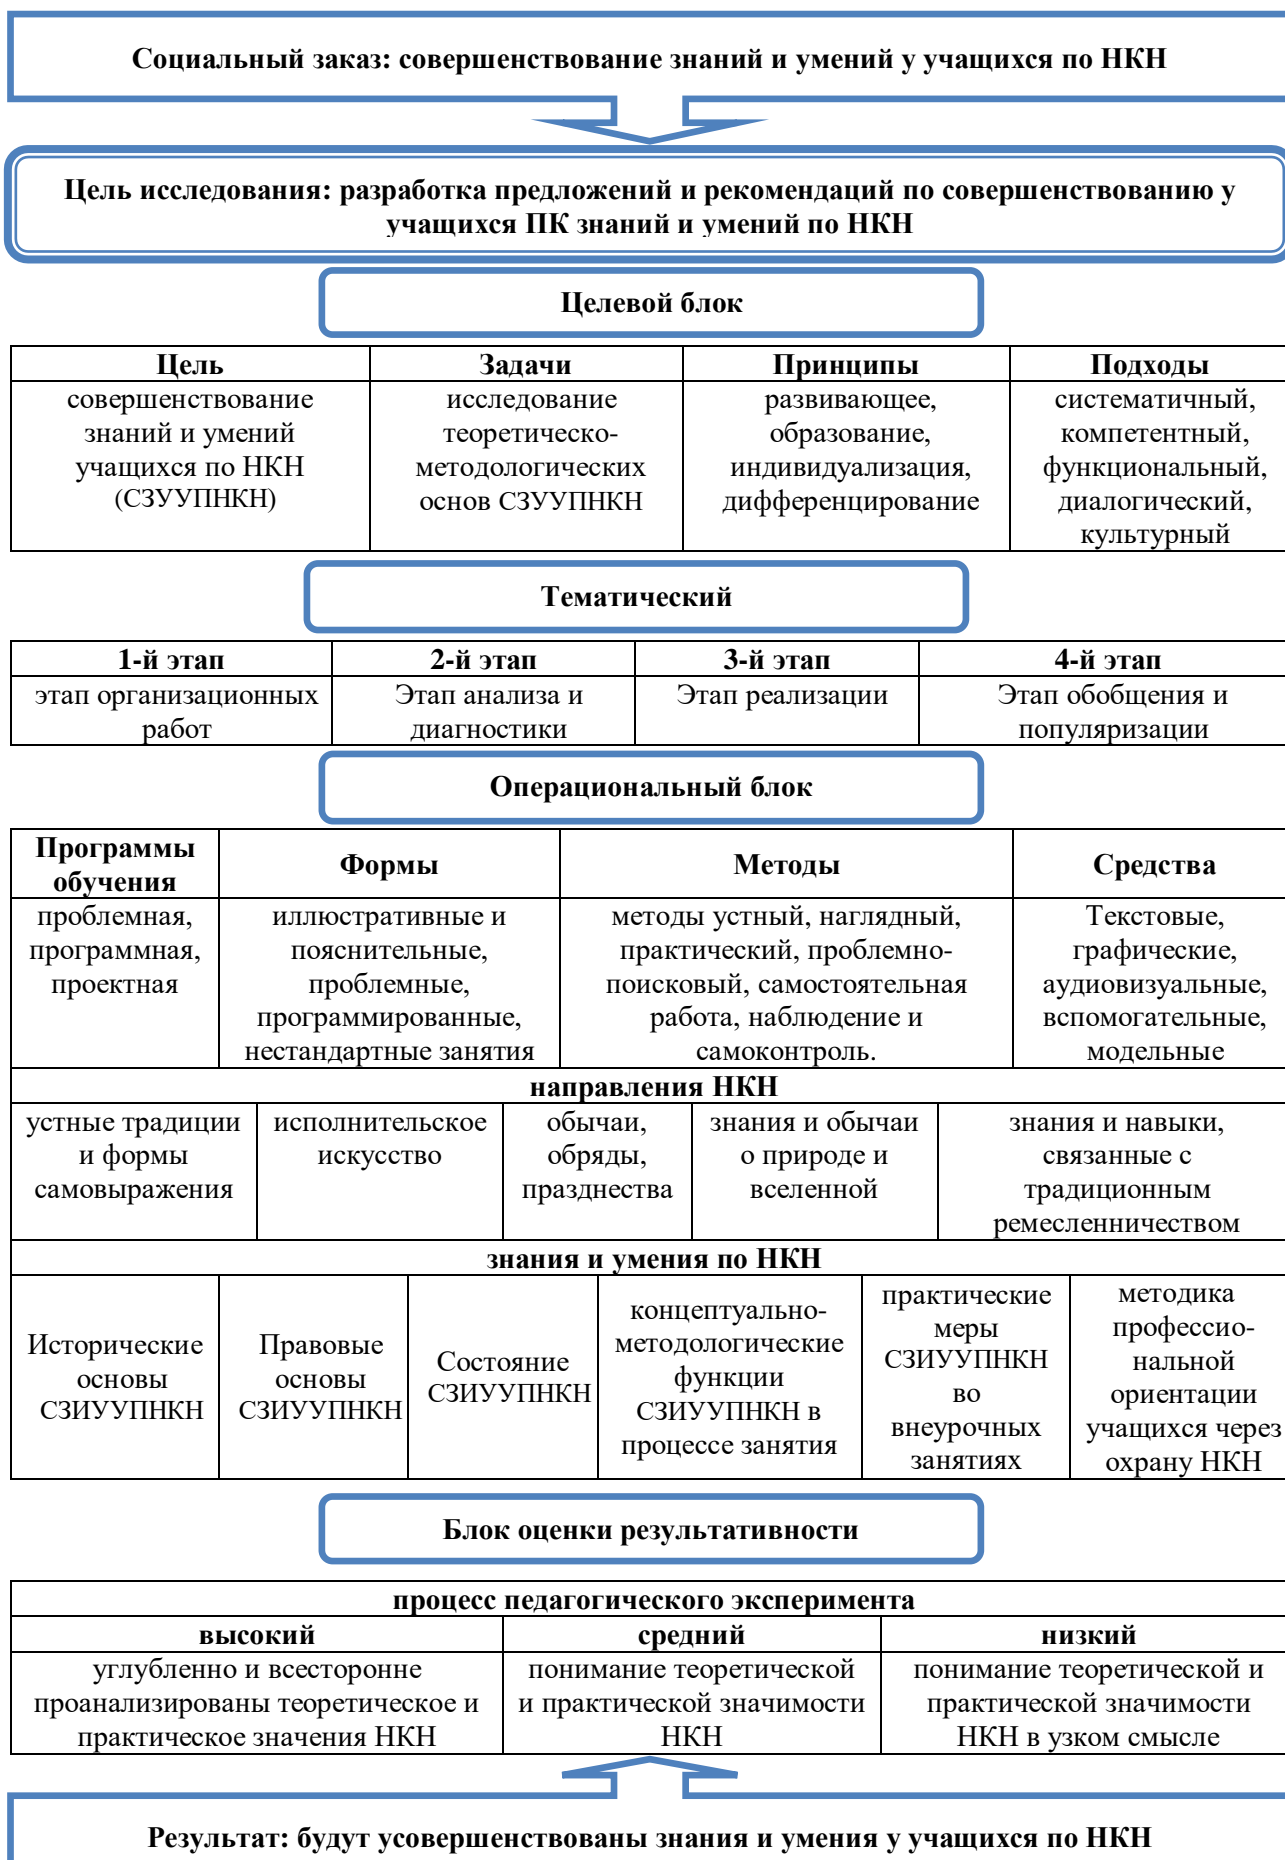 Социальный заказ: совершенствование знаний и умений у учащихся по НКН
Цель исследования: разработка предложений и рекомендаций по совершенствованию у
учащихся ПК знаний и умений по НКН
Целевой блок
Цель
совершенствование
знаний и умений
учащихся по НКН
(СЗУУПНКН)
Задачи
исследование
теоретическо-
методологических
основ СЗУУПНКН
Принципы
развивающее,
образование,
индивидуализация,
дифференцирование
Подходы
систематичный,
компетентный,
функциональный,
диалогический,
культурный
Тематический
1-й этап
этап организационных
работ
2-й этап
Этап анализа и
диагностики
3-й этап
Этап реализации
4-й этап
Этап обобщения и
популяризации
Операциональный блок
Программы
обучения
проблемная,
программная,
проектная
Формы
иллюстративные и
пояснительные,
проблемные,
программированные,
нестандартные занятия
Методы
методы устный, наглядный,
практический, проблемно-
поисковый, самостоятельная
работа, наблюдение и
самоконтроль.
Средства
Текстовые,
графические,
аудиовизуальные,
вспомогательные,
модельные
направления НКН
устные традиции
и формы
самовыражения
исполнительское
искусство
обычаи,
обряды,
празднества
знания и обычаи
о природе и
вселенной
знания и навыки,
связанные с
традиционным
ремесленничеством
знания и умения по НКН
Исторические
основы
СЗИУУПНКН
Правовые
основы
СЗИУУПНКН
Состояние
СЗИУУПНКН
концептуально-
методологические
функции
СЗИУУПНКН в
процессе занятия
практические
меры
СЗИУУПНКН
во
внеурочных
занятиях
методика
профессио-
нальной
ориентации
учащихся через
охрану НКН
Блок оценки результативности
процесс педагогического эксперимента
высокий
углубленно и всесторонне
проанализированы теоретическое и
практическое значения НКН
средний
понимание теоретической
и практической значимости
НКН
низкий
понимание теоретической и
практической значимости
НКН в узком смысле
Результат: будут усовершенствованы знания и умения у учащихся по НКН